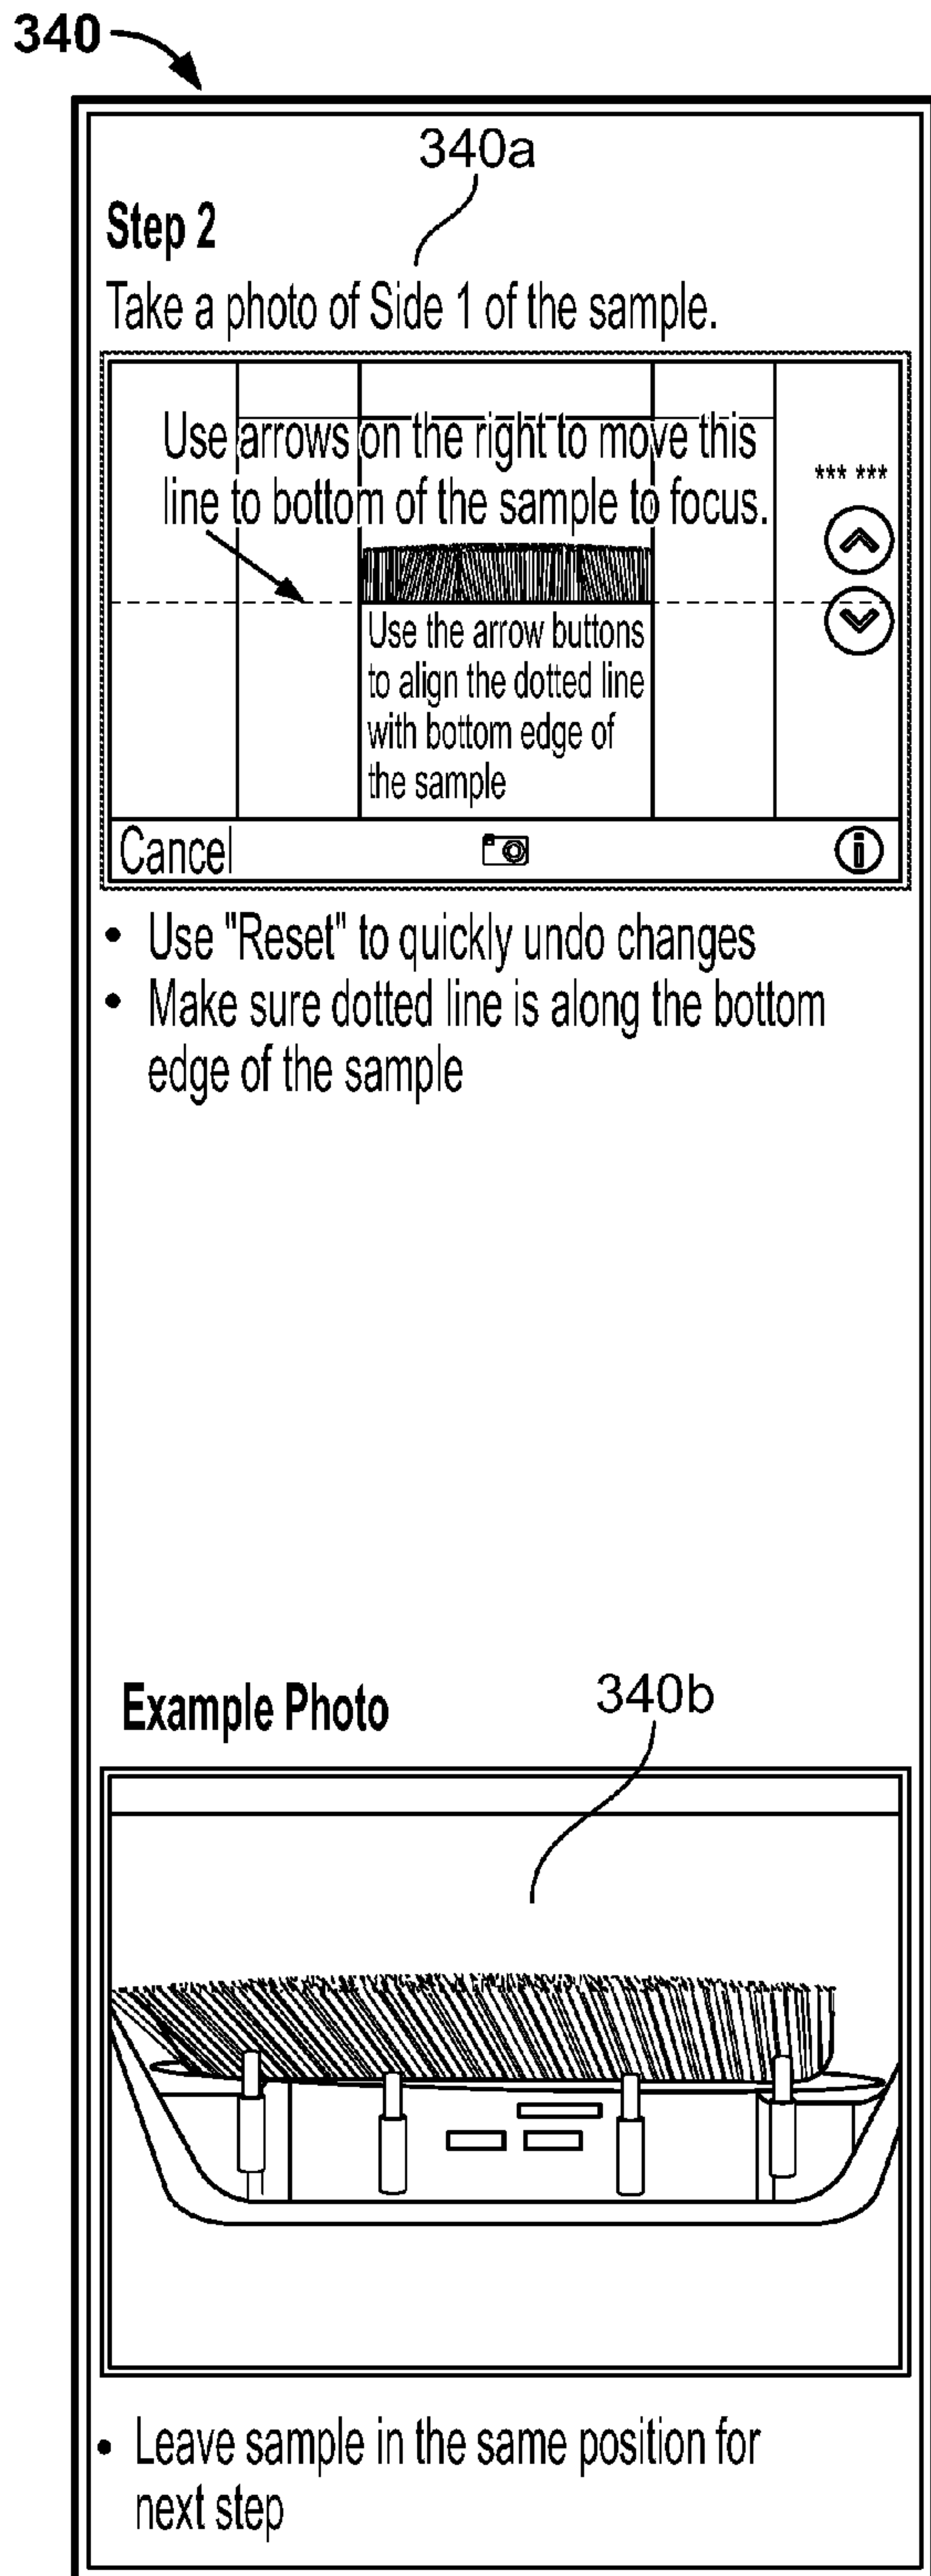 340
340a
Step 2
Take a photo of Side 1 of the sample.
Use arrows on the right to move this
line to bottom of the sample to focus.
*** ***
Use the arrow buttons
to align the dotted line
with bottom edge of
the sample
Cancel
i
• Use "Reset" to quickly undo changes
• Make sure dotted line is along the bottom
edge of the sample
Example Photo
340b
• Leave sample in the same position for
next step